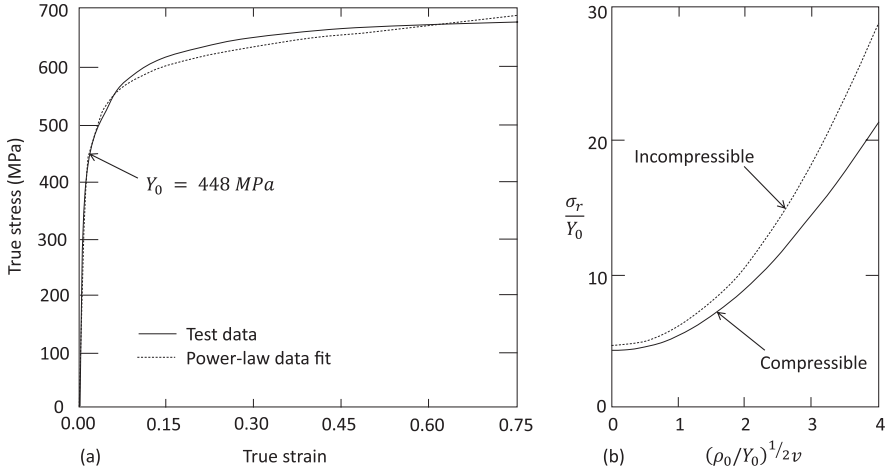 700
600
500
400
300
200
100
0
True stress (MPa)
Y₀ = 448 MPa
Test data
Power-law data fit
0.00 0.15 0.30 0.45 0.60 0.75
(a) True strain
30
20
10
0
σᵣ/Y₀
Incompressible
Compressible
0 1 2 3 4
(b) (ρ₀/Y₀)^1/2 v